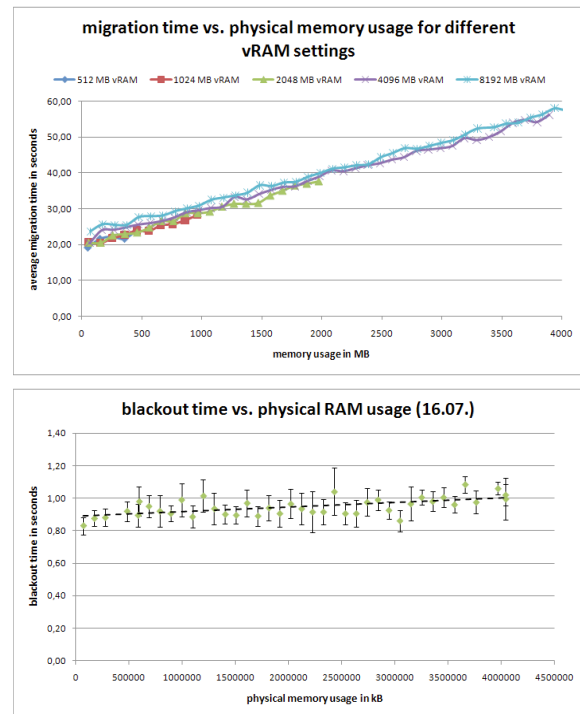 migration time vs. physical memory usage for different
vRAM settings
512 MB vRAM 1024 MB vRAM 2048 MB vRAM 4096 MB vRAM 8192 MB vRAM
60,00
50,00
40,00
30,00
20,00
10,00
0,00
average migration time in seconds
0 500 1000 1500 2000 2500 3000 3500 4000
memory usage in MB
blackout time vs. physical RAM usage (16.07.)
1,40
1,20
1,00
0,80
0,60
0,40
0,20
0,00
blackout time in seconds
0 500000 1000000 1500000 2000000 2500000 3000000 3500000 4000000 4500000
physical memory usage in kB